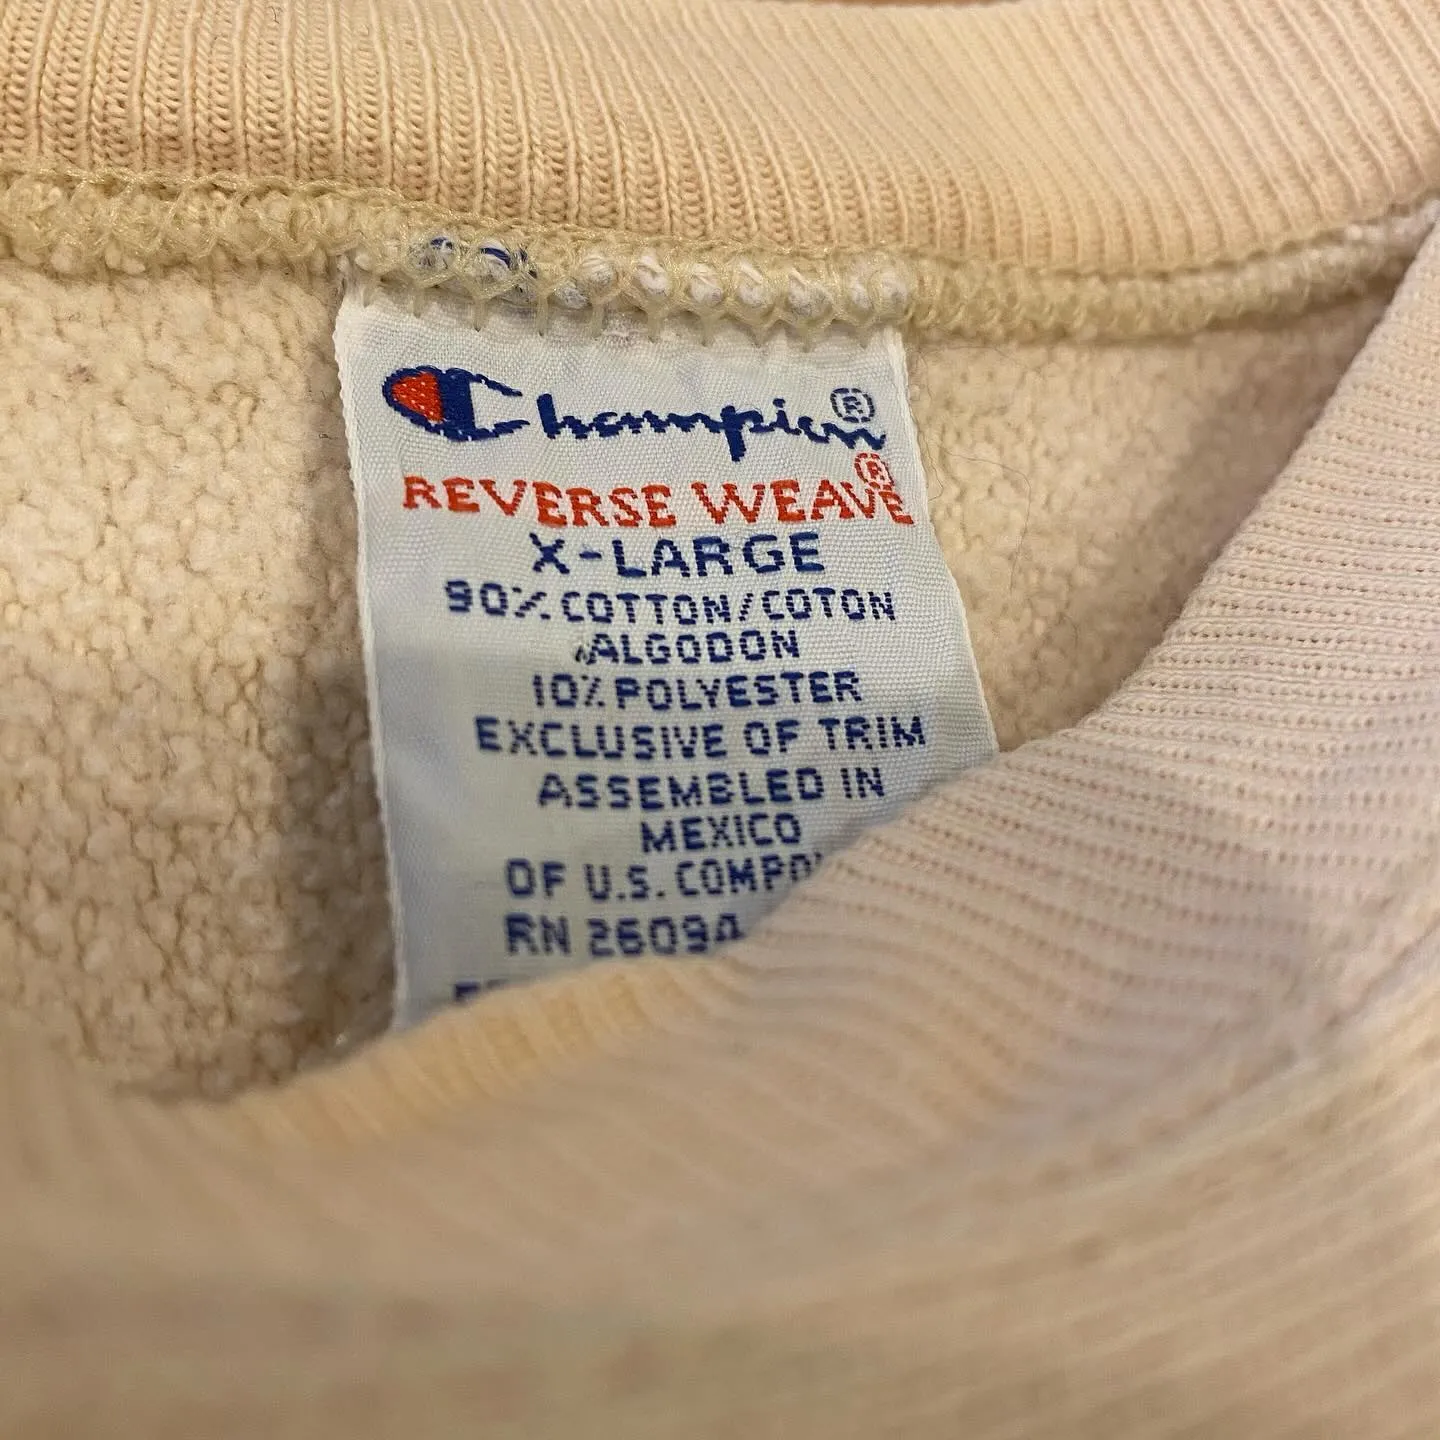 Champion®
REVERSE WEAVE®
X-LARGE
90% COTTON/COTON
ALGODON
10% POLYESTER
EXCLUSIVE OF TRIM
ASSEMBLED IN
MEXICO
OF U.S.
RN 26094